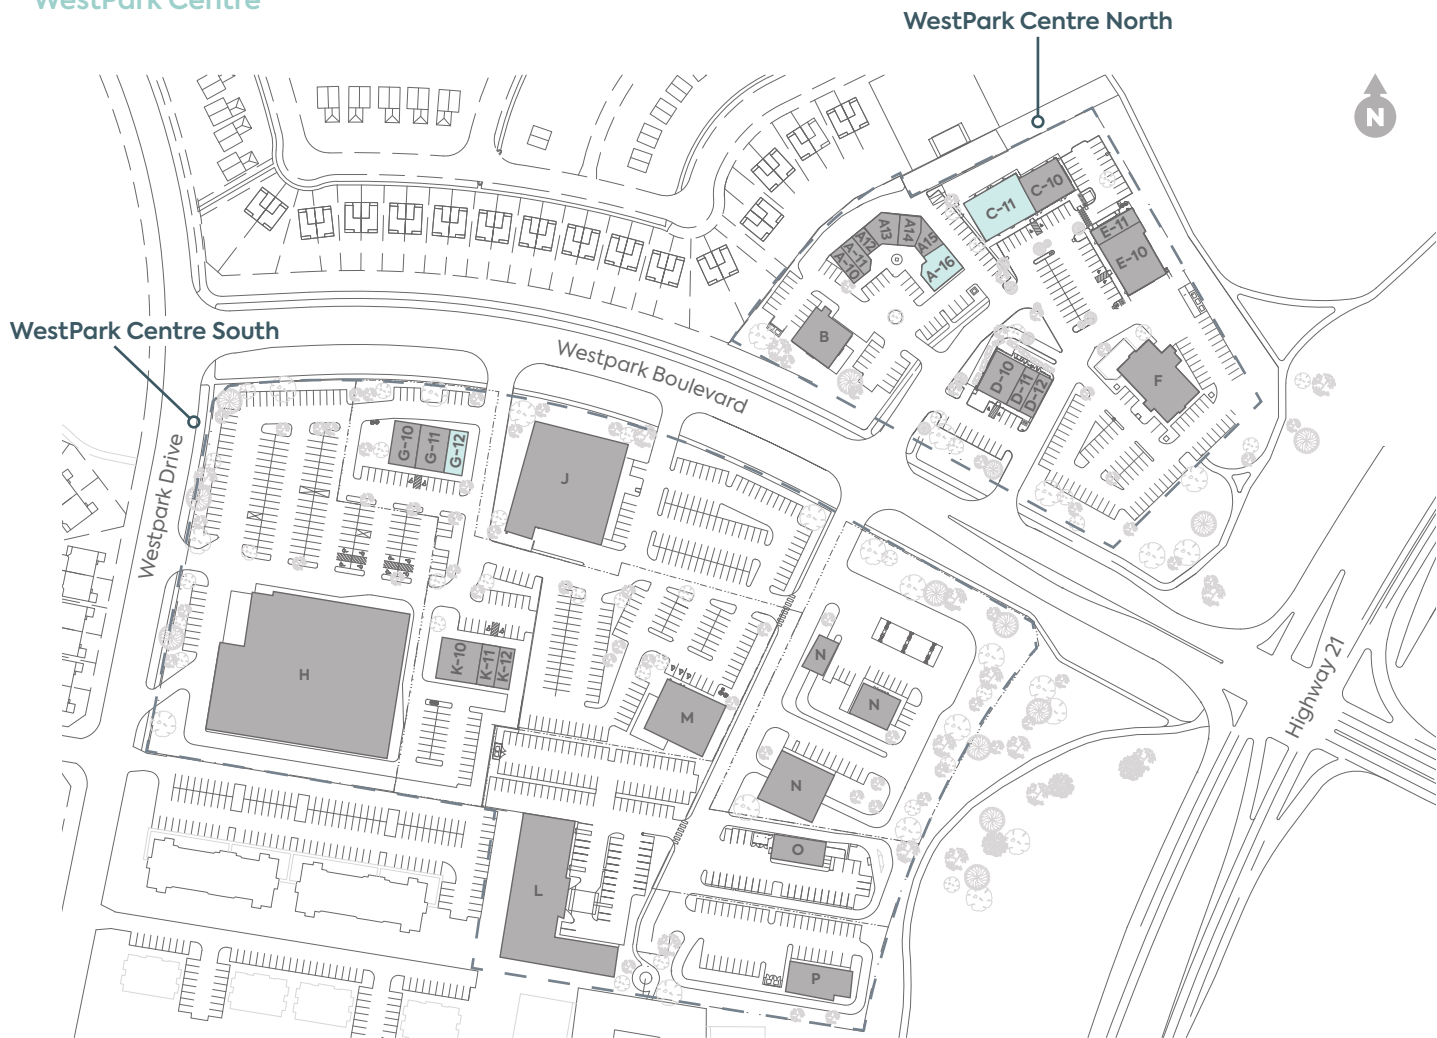 WestPark Centre
WestPark Centre North
N
C-10
C-11
E-11
E-10
A13
A14
A12
A15
A-11
A-10
A-16
WestPark Centre South
Westpark Boulevard
B
D-10
D-11
D-12
F
Westpark Drive
G-10
G-11
G-12
J
H
K-10
K-11
K-12
N
N
M
Highway 21
N
O
L
P